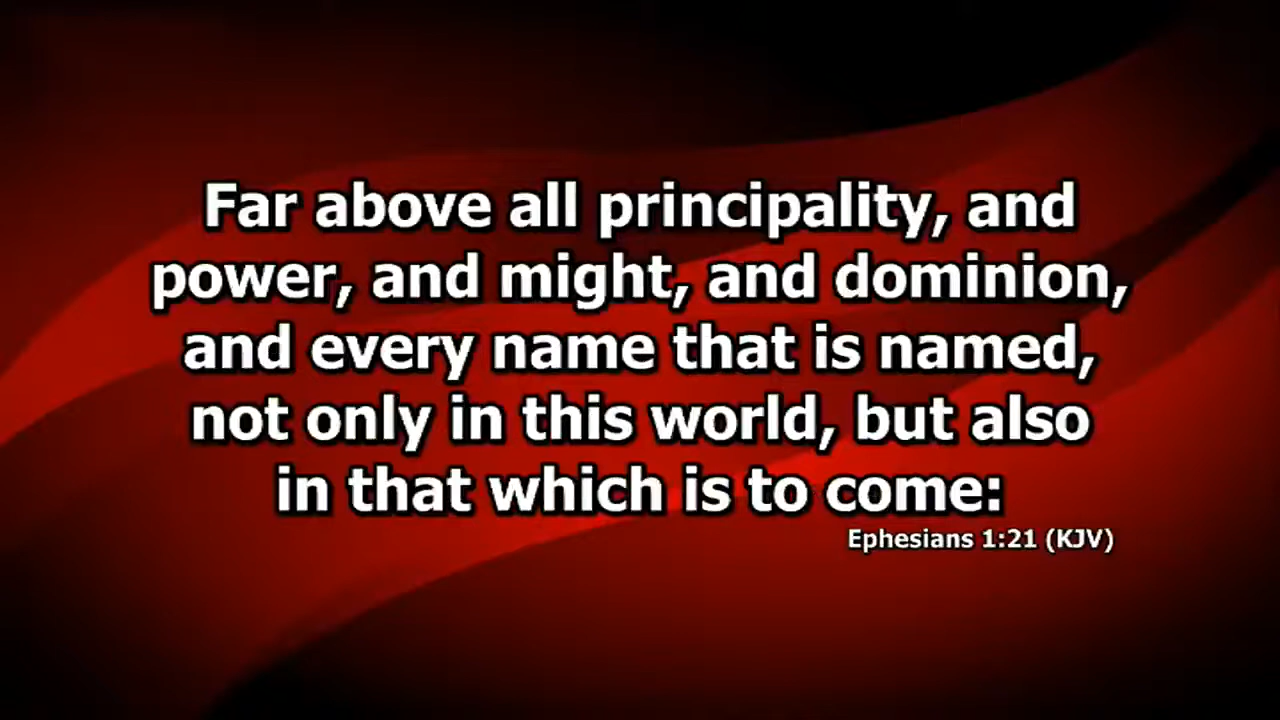 Far above all principality, and
power, and might, and dominion,
and every name that is named,
not only in this world, but also
in that which is to come:
Ephesians 1:21 (KJV)